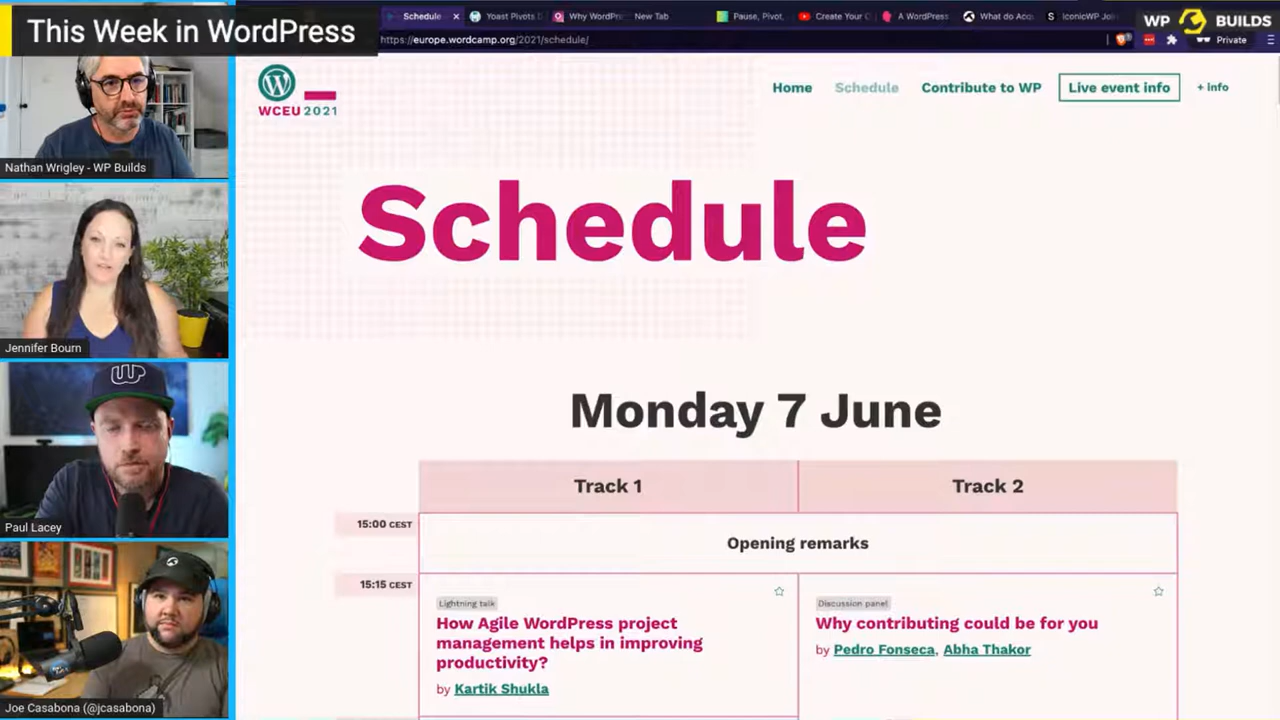 This Week in WordPress
Schedule
Yoast Pivots
Why WordPr
New Tab
Pause, Pivot,
Create Your
A WordPress
What do
IconicWP
WP BUILDS
https://europe.wordcamp.org/2021/schedule/
Private
WCEU 2021
Home
Schedule
Contribute to WP
Live event info
+ info
Nathan Wrigley - WP Builds
Jennifer Bourn
Paul Lacey
Joe Casabona (@jcasabona)
Schedule
Monday 7 June
Track 1
Track 2
15:00 CEST
Opening remarks
15:15 CEST
Lightning talk
How Agile WordPress project
management helps in improving
productivity?
by Kartik Shukla
Discussion panel
Why contributing could be for you
by Pedro Fonseca, Abha Thakor